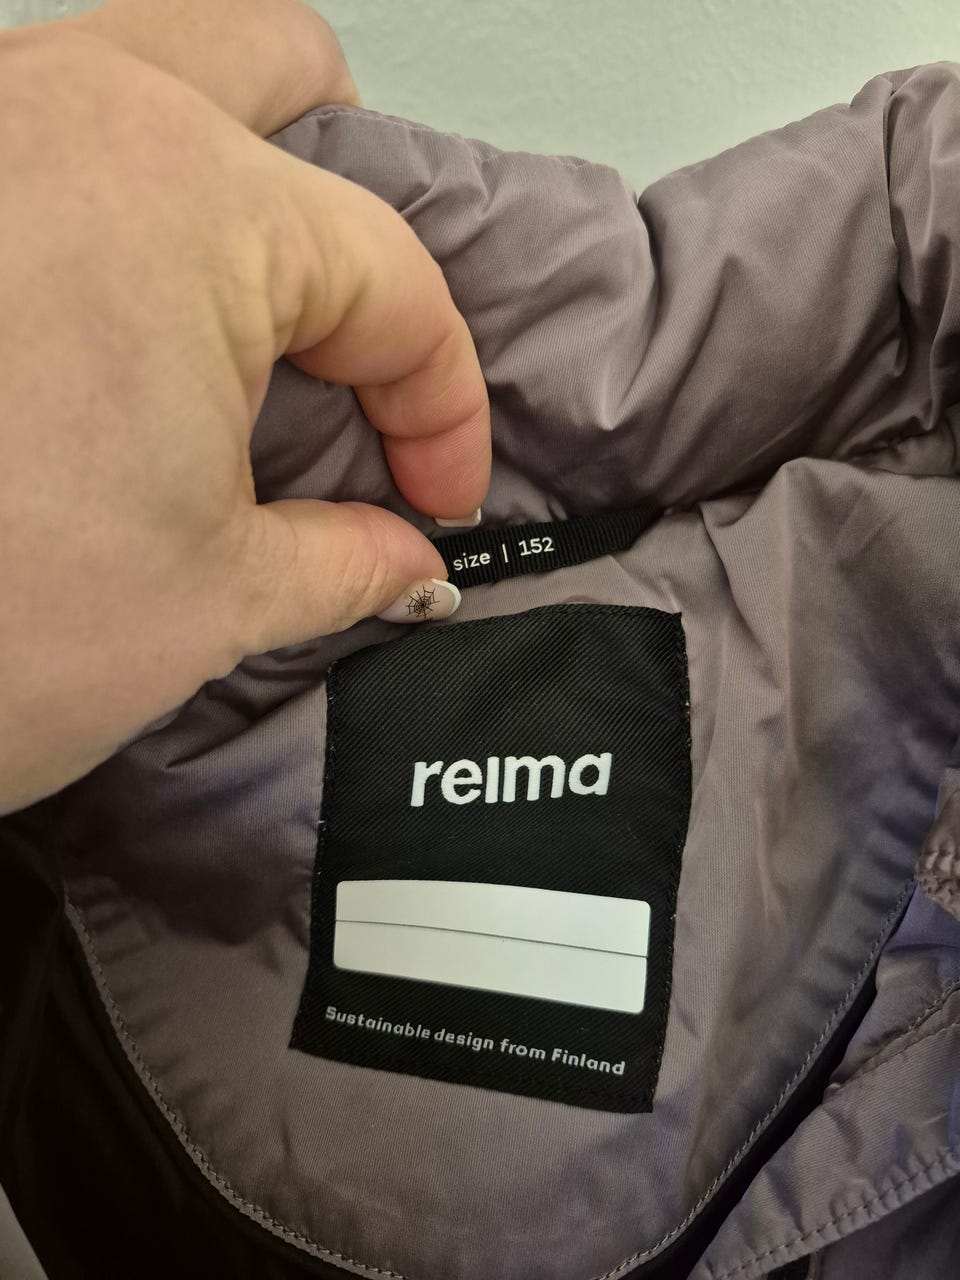 size | 152
reima
Sustainable design from Finland